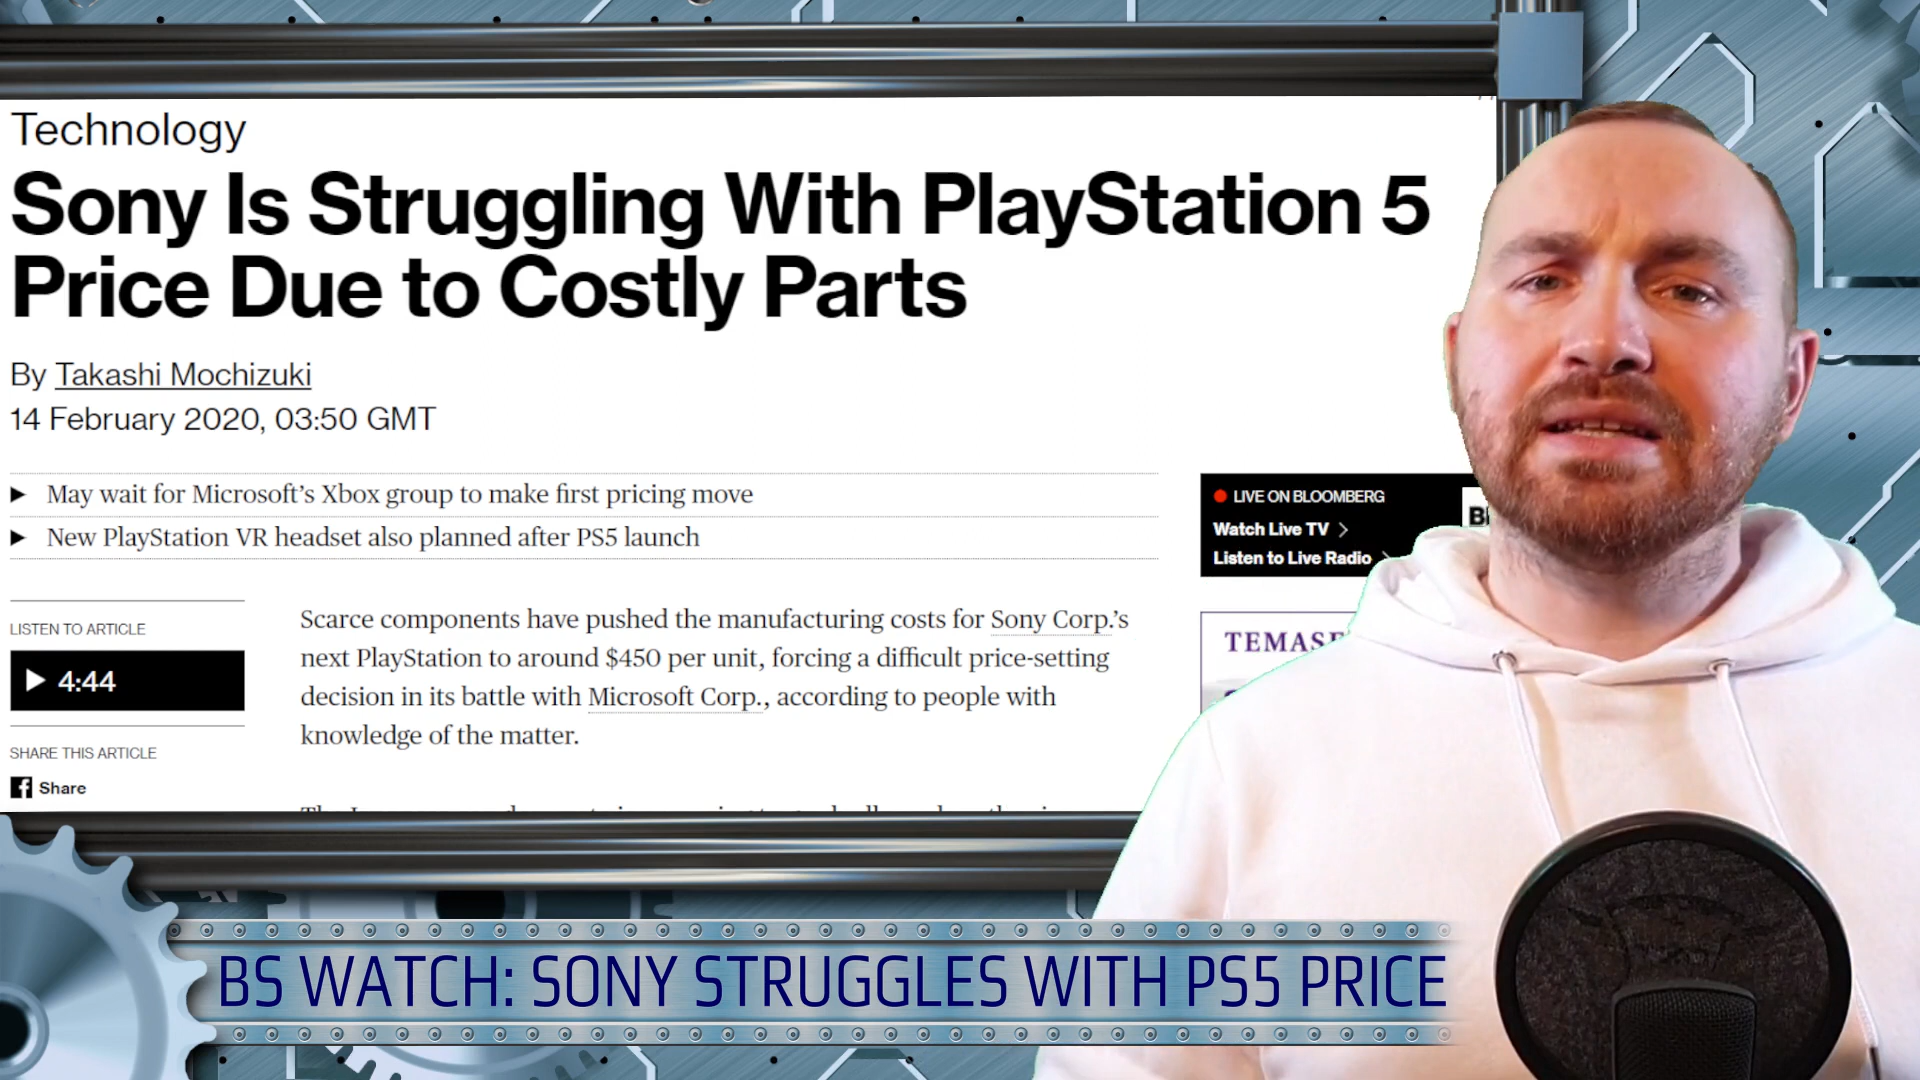 Technology
Sony Is Struggling With PlayStation 5
Price Due to Costly Parts
By Takashi Mochizuki
14 February 2020, 03:50 GMT
May wait for Microsoft's Xbox group to make first pricing move
New PlayStation VR headset also planned after PS5 launch
LIVE ON BLOOMBERG
Watch Live TV
Listen to Live Radio
LISTEN TO ARTICLE
4:44
SHARE THIS ARTICLE
Share
Scarce components have pushed the manufacturing costs for Sony Corp.'s
next PlayStation to around $450 per unit, forcing a difficult price-setting
decision in its battle with Microsoft Corp., according to people with
knowledge of the matter.
BS WATCH: SONY STRUGGLES WITH PS5 PRICE